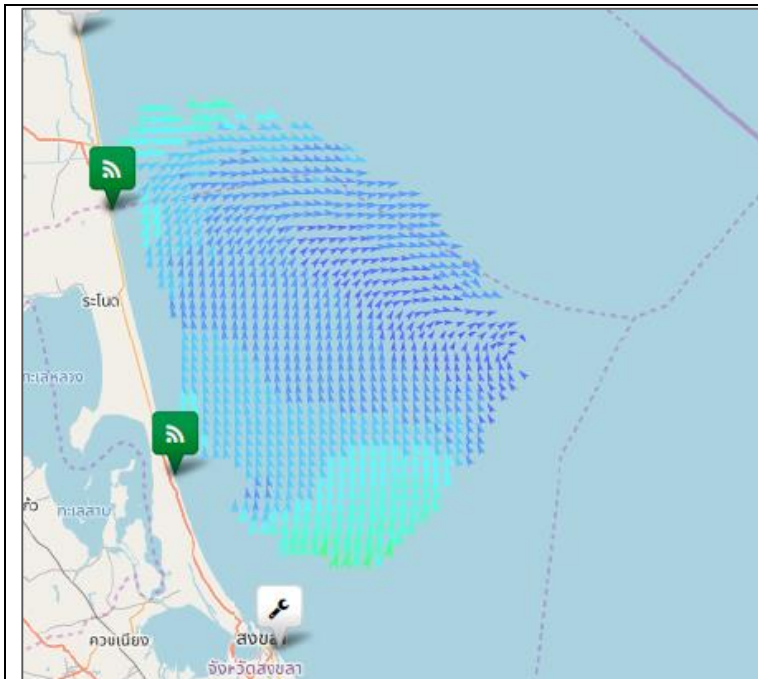 ระโนด
ทะเลหลวง
ทะเลสาบ
ควนเนียง
สงขลา
จังหวัดสงขลา